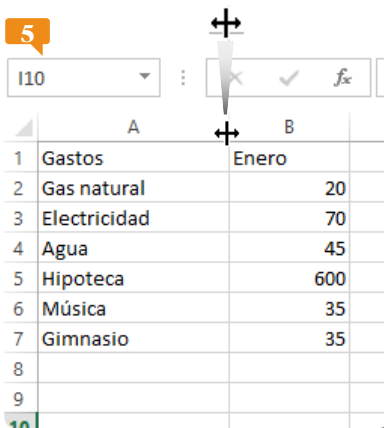 5
I10
fx
A B
1 Gastos Enero
2 Gas natural 20
3 Electricidad 70
4 Agua 45
5 Hipoteca 600
6 Música 35
7 Gimnasio 35
8
9
10